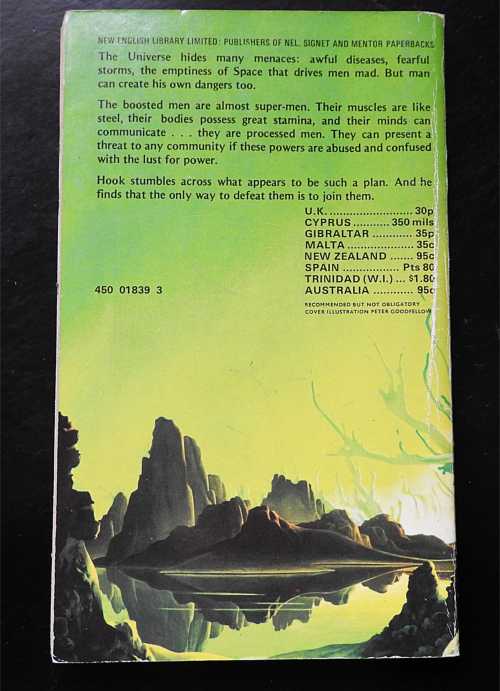 NEW ENGLISH LIBRARY LIMITED: PUBLISHERS OF NEL, SIGNET AND MENTOR PAPERBACKS
The Universe hides many menaces: awful diseases, fearful
storms, the emptiness of Space that drives men mad. But man
can create his own dangers too.
The boosted men are almost super-men. Their muscles are like
steel, their bodies possess great stamina, and their minds can
communicate . . . they are processed men. They can present a
threat to any community if these powers are abused and confused
with the lust for power.
Hook stumbles across what appears to be such a plan. And he
finds that the only way to defeat them is to join them.
U.K. ......................... 30p
CYPRUS ........... 350 mils
GIBRALTAR ............ 35p
MALTA .................... 35c
NEW ZEALAND ....... 95c
SPAIN ................. Pts 80
TRINIDAD (W.I.) ... $1.80
AUSTRALIA ............ 95c
450 01839 3
RECOMMENDED BUT NOT OBLIGATORY
COVER ILLUSTRATION PETER GOODFELLOW